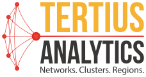 TERTIUS
ANALYTICS
Networks. Clusters. Regions.